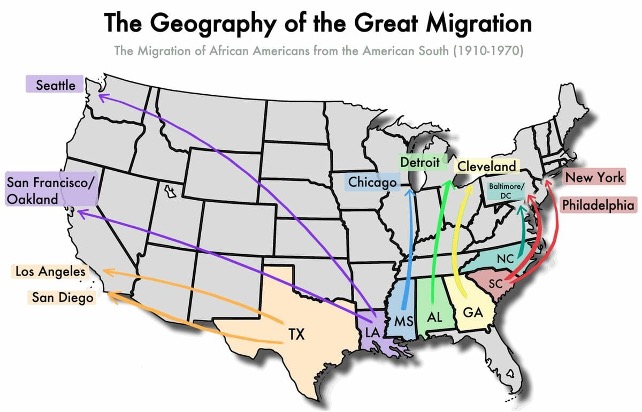 The Geography of the Great Migration
The Migration of African Americans from the American South (1910-1970)
Seattle
Detroit
Cleveland
Chicago
Baltimore/
DC
New York
Philadelphia
San Francisco/
Oakland
Los Angeles
San Diego
NC
SC
TX
LA
MS
AL
GA